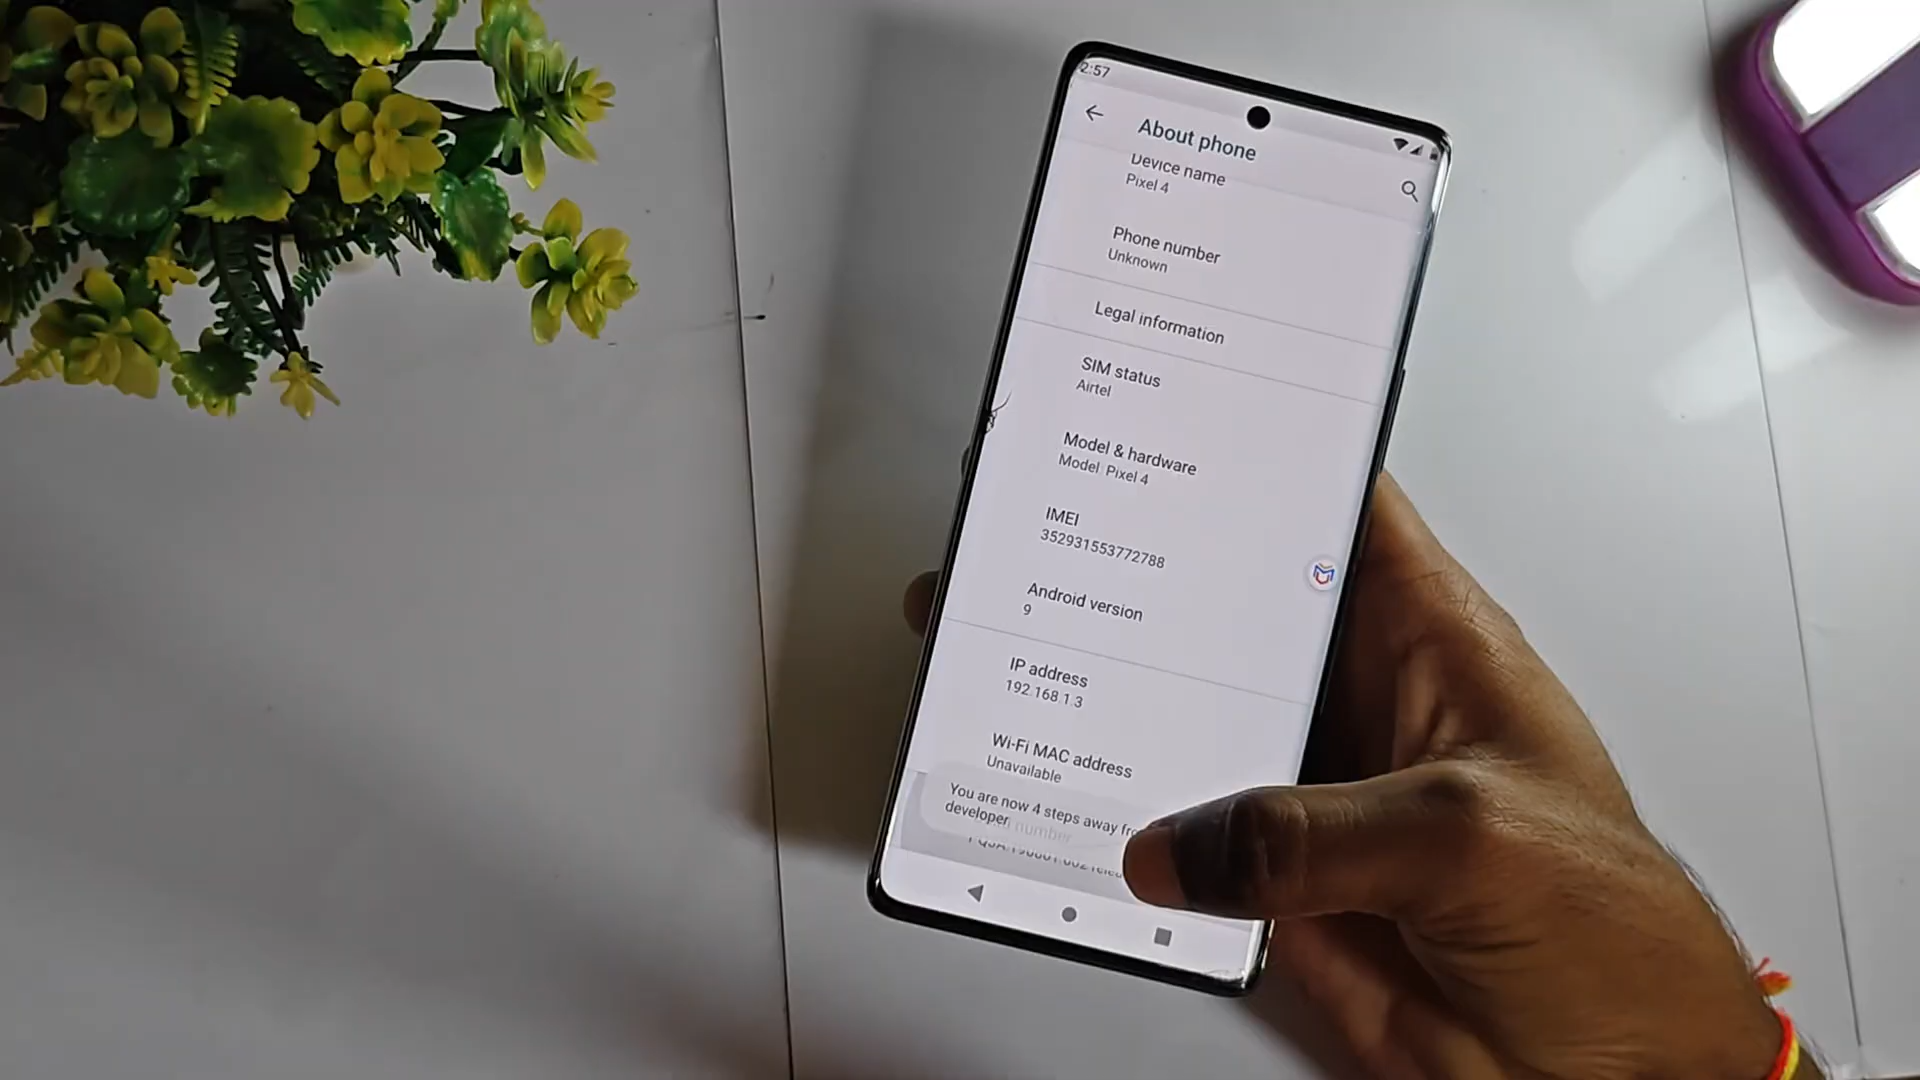 2:57
About phone
Device name
Pixel 4
Phone number
Unknown
Legal information
SIM status
Airtel
Model & hardware
Model: Pixel 4
IMEI
352931553772788
Android version
9
IP address
192.168.1.3
Wi-Fi MAC address
Unavailable
You are now 4 steps away
developer
number